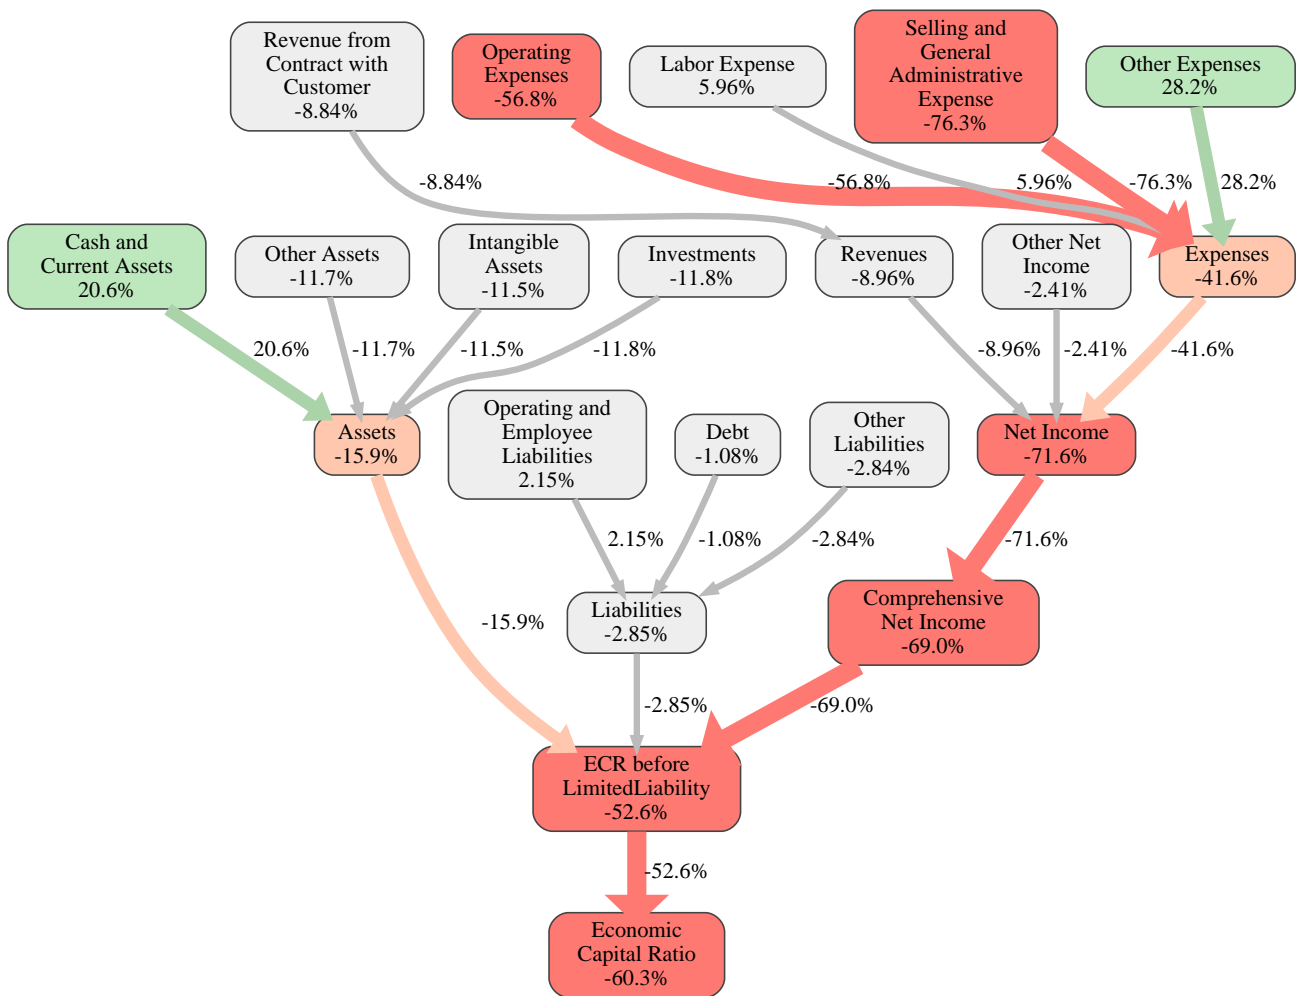 Revenue from
Contract with
Customer
-8.84%
Operating
Expenses
-56.8%
Labor Expense
5.96%
Selling and
General
Administrative
Expense
-76.3%
Other Expenses
28.2%
-8.84%
-56.8%
5.96%
-76.3%
28.2%
Cash and
Current Assets
20.6%
Other Assets
-11.7%
Intangible
Assets
-11.5%
Investments
-11.8%
Revenues
-8.96%
Other Net
Income
-2.41%
Expenses
-41.6%
20.6%
-11.7%
-11.5%
-11.8%
-8.96%
-2.41%
-41.6%
Assets
-15.9%
Operating and
Employee
Liabilities
2.15%
Debt
-1.08%
Other
Liabilities
-2.84%
Net Income
-71.6%
2.15%
-1.08%
-2.84%
-71.6%
-15.9%
Liabilities
-2.85%
Comprehensive
Net Income
-69.0%
-2.85%
-69.0%
ECR before
LimitedLiability
-52.6%
-52.6%
Economic
Capital Ratio
-60.3%